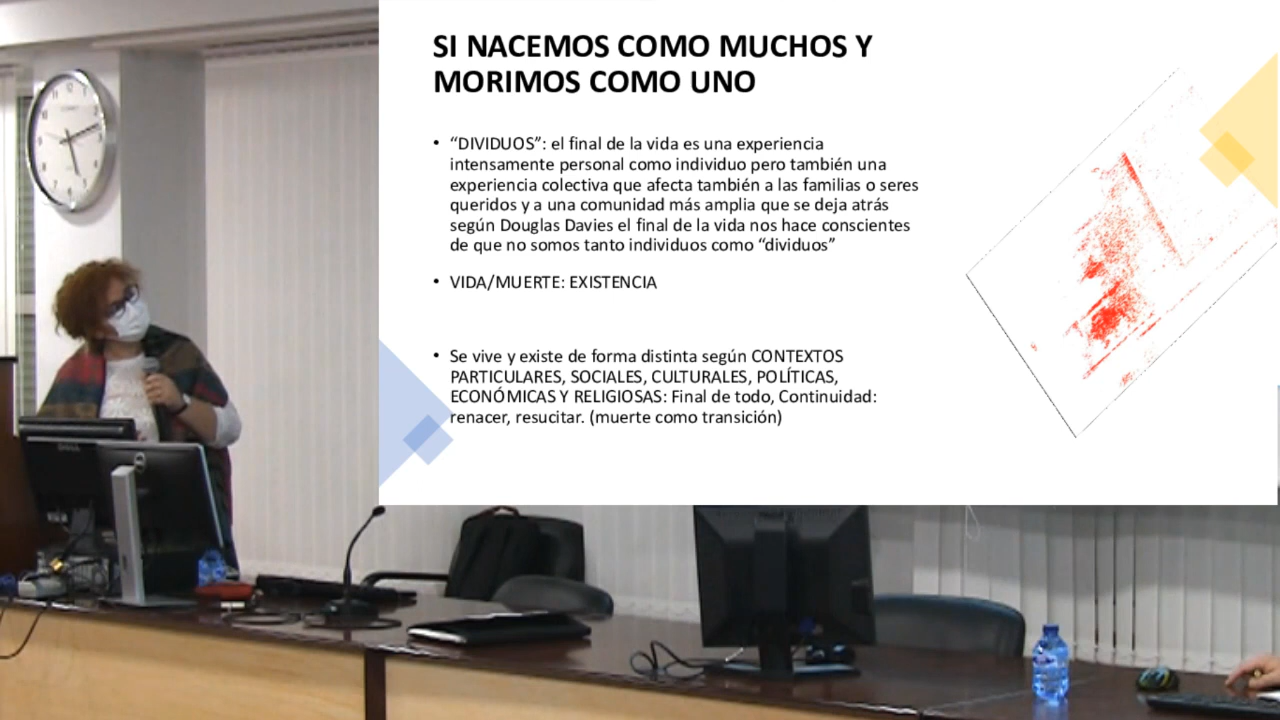 SI NACEMOS COMO MUCHOS Y
MORIMOS COMO UNO
• “DIVIDUOS”: el final de la vida es una experiencia
intensamente personal como individuo pero también una
experiencia colectiva que afecta también a las familias o seres
queridos y a una comunidad más amplia que se deja atrás
según Douglas Davies el final de la vida nos hace conscientes
de que no somos tanto individuos como “dividuos”
• VIDA/MUERTE: EXISTENCIA
• Se vive y existe de forma distinta según CONTEXTOS
PARTICULARES, SOCIALES, CULTURALES, POLÍTICAS,
ECONÓMICAS Y RELIGIOSAS: Final de todo, Continuidad:
renacer, resucitar. (muerte como transición)
DELL